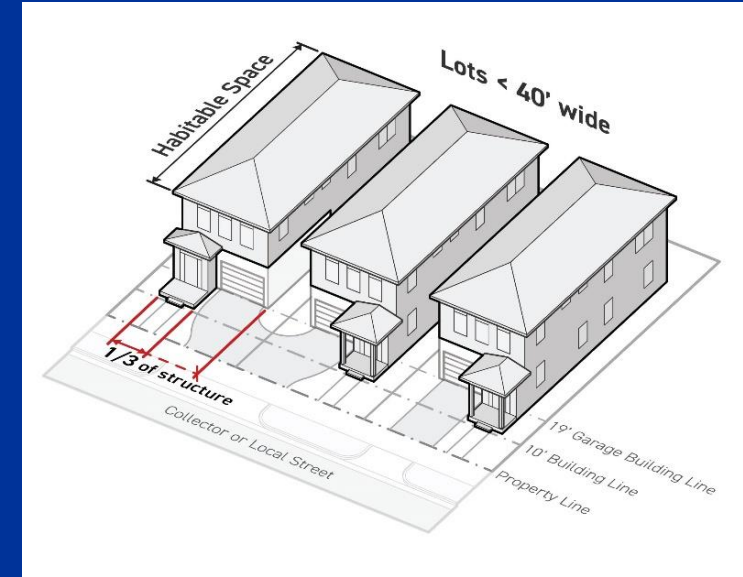 Habitable Space
Lots < 40' wide
1/3 of structure
Collector or Local Street
19' Garage Building Line
10' Building Line
Property Line